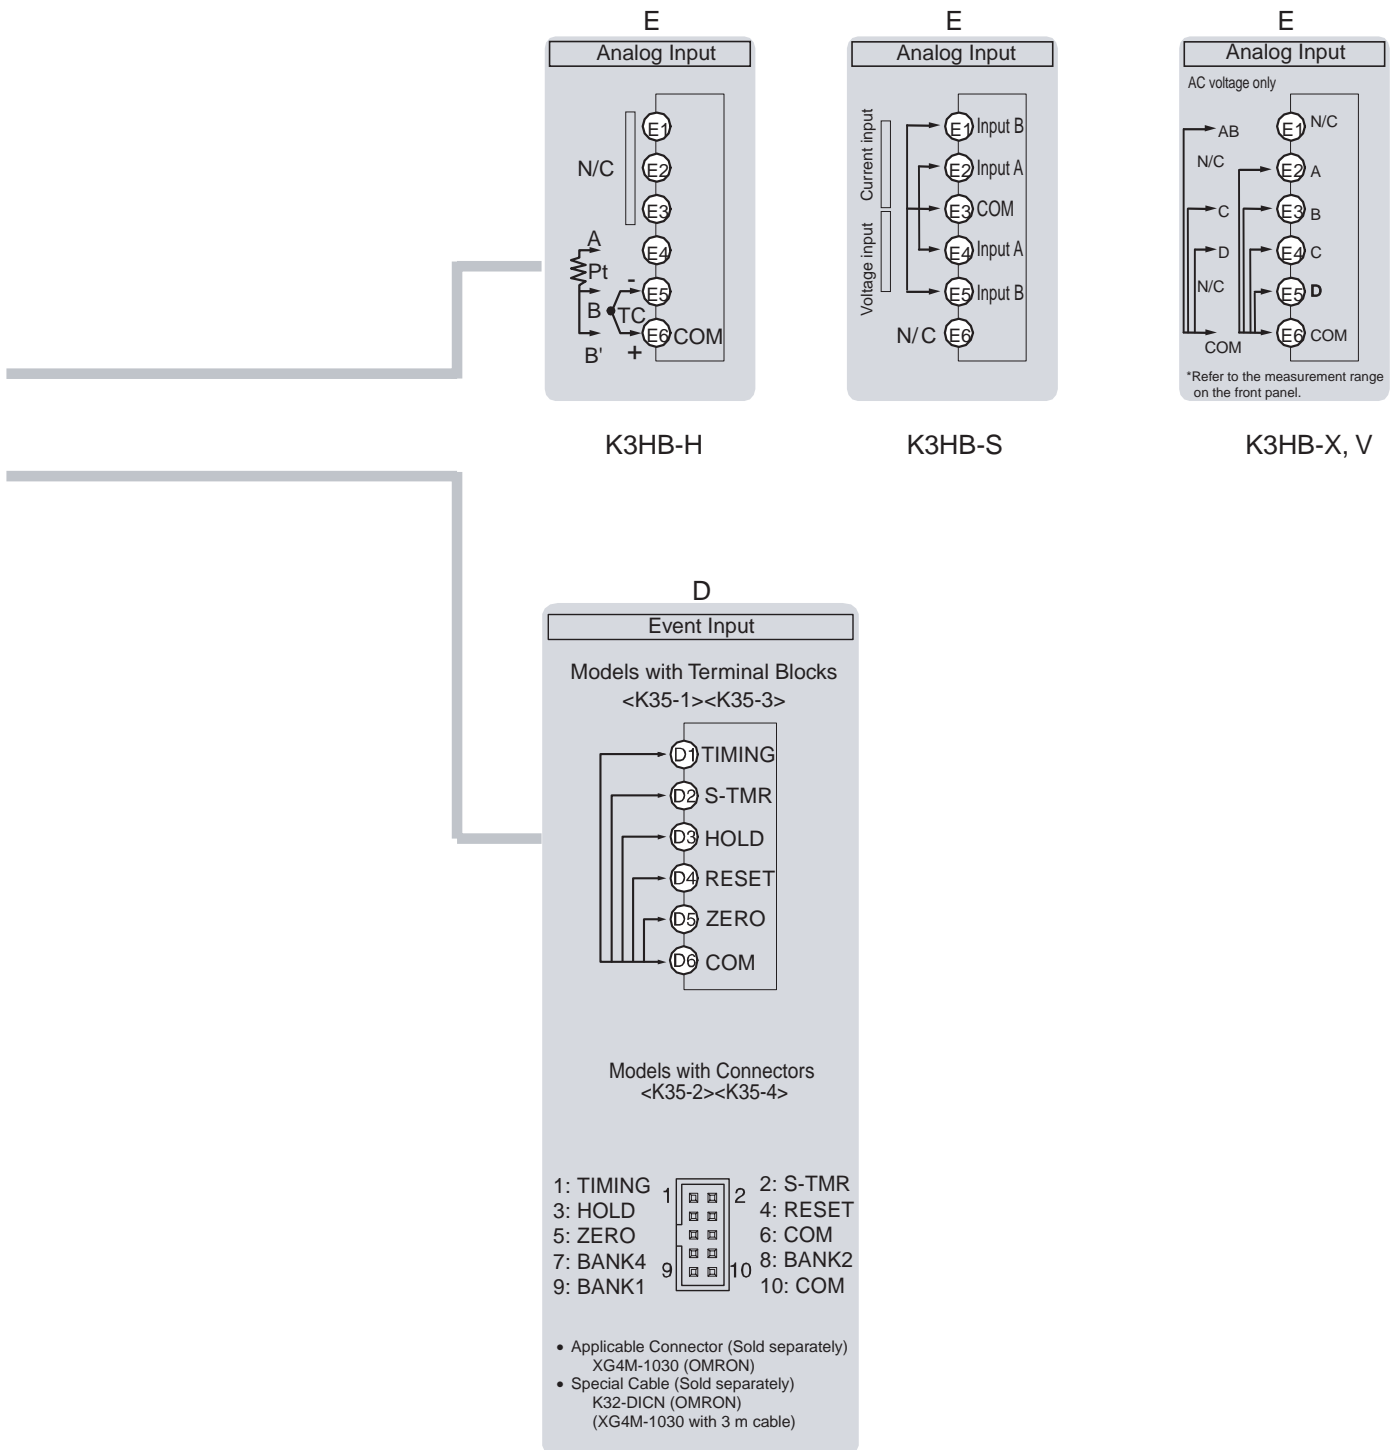 E
Analog Input
E1
N/C
E2
E3
A
E4
Pt
-
B
TC
E5
B'
+
E6
COM
K3HB-H
E
Analog Input
Current input
Voltage input
E1 Input B
E2 Input A
E3 COM
E4 Input A
E5 Input B
N/C E6
K3HB-S
E
Analog Input
AC voltage only
AB
E1 N/C
N/C
E2 A
C
E3 B
D
E4 C
N/C
E5 D
COM
E6 COM
*Refer to the measurement range
on the front panel.
K3HB-X, V
D
Event Input
Models with Terminal Blocks
<K35-1><K35-3>
D1 TIMING
D2 S-TMR
D3 HOLD
D4 RESET
D5 ZERO
D6 COM
Models with Connectors
<K35-2><K35-4>
1: TIMING
3: HOLD
5: ZERO
7: BANK4
9: BANK1
1
2
9
10
2: S-TMR
4: RESET
6: COM
8: BANK2
10: COM
• Applicable Connector (Sold separately)
XG4M-1030 (OMRON)
• Special Cable (Sold separately)
K32-DICN (OMRON)
(XG4M-1030 with 3 m cable)